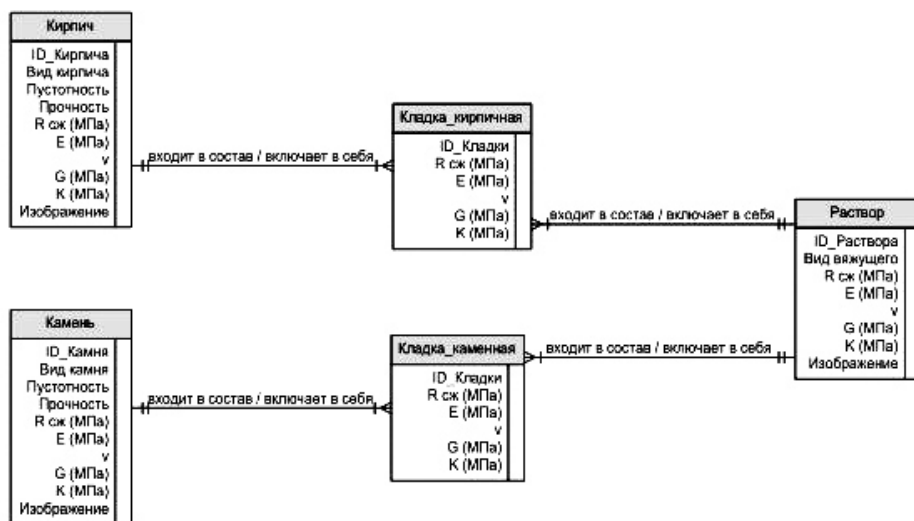 Кирпич
ID_Кирпича
Вид кирпича
Пустотность
Прочность
R сж (МПа)
E (МПа)
v
G (МПа)
K (МПа)
Изображение
входит в состав / включает в себя
Кладка_кирпичная
ID_Кладки
R сж (МПа)
E (МПа)
v
G (МПа)
K (МПа)
входит в состав / включает в себя
Раствор
ID_Раствора
Вид вяжущего
R сж (МПа)
E (МПа)
v
G (МПа)
K (МПа)
Изображение
Камень
ID_Камня
Вид камня
Пустотность
Прочность
R сж (МПа)
E (МПа)
v
G (МПа)
K (МПа)
Изображение
входит в состав / включает в себя
Кладка_каменная
ID_Кладки
R сж (МПа)
E (МПа)
v
G (МПа)
K (МПа)
входит в состав / включает в себя